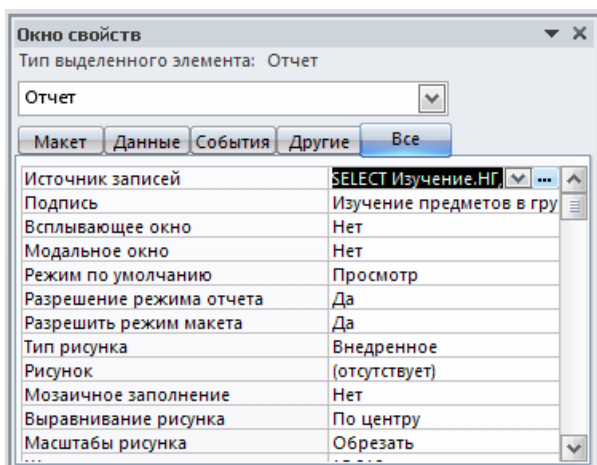 Окно свойств
Тип выделенного элемента: Отчет
Отчет
Макет Данные События Другие Все
Источник записей SELECT Изучение.НГ,
Подпись Изучение предметов в гру
Всплывающее окно Нет
Модальное окно Нет
Режим по умолчанию Просмотр
Разрешение режима отчета Да
Разрешить режим макета Да
Тип рисунка Внедренное
Рисунок (отсутствует)
Мозаичное заполнение Нет
Выравнивание рисунка По центру
Масштабы рисунка Обрезать